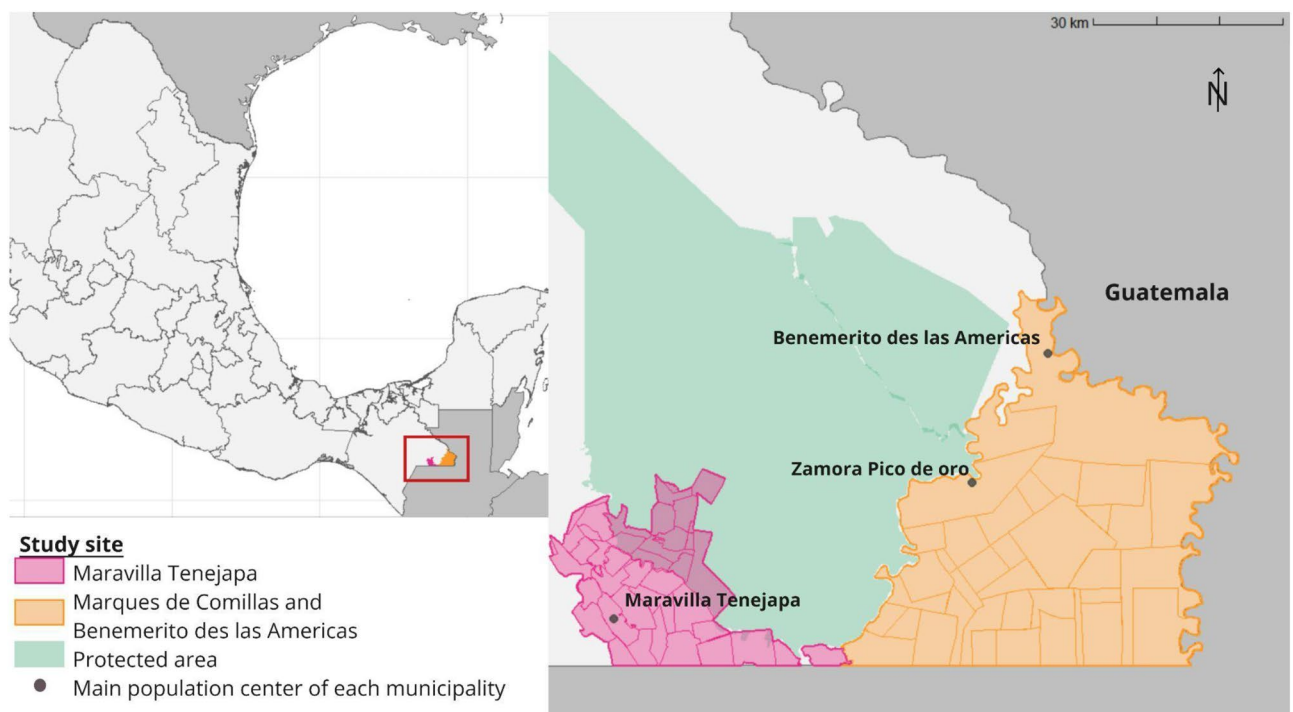 30 km
N
Guatemala
Benemerito des las Americas
Zamora Pico de oro
Maravilla Tenejapa
Study site
Maravilla Tenejapa
Marques de Comillas and
Benemerito des las Americas
Protected area
Main population center of each municipality